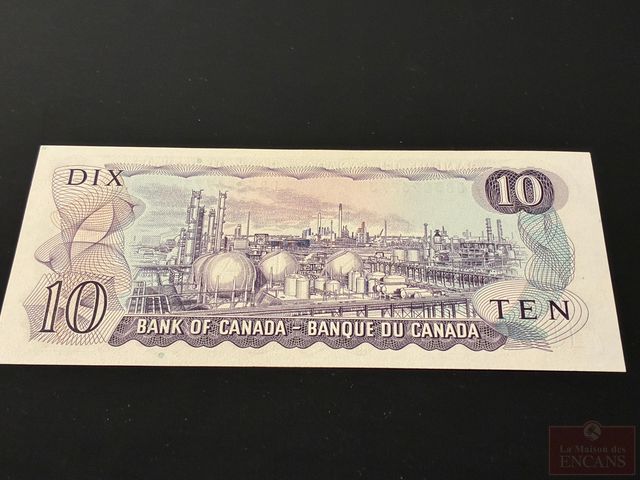 DIX
10
10
TEN
BANK OF CANADA - BANQUE DU CANADA
La Maison des
ENCANS